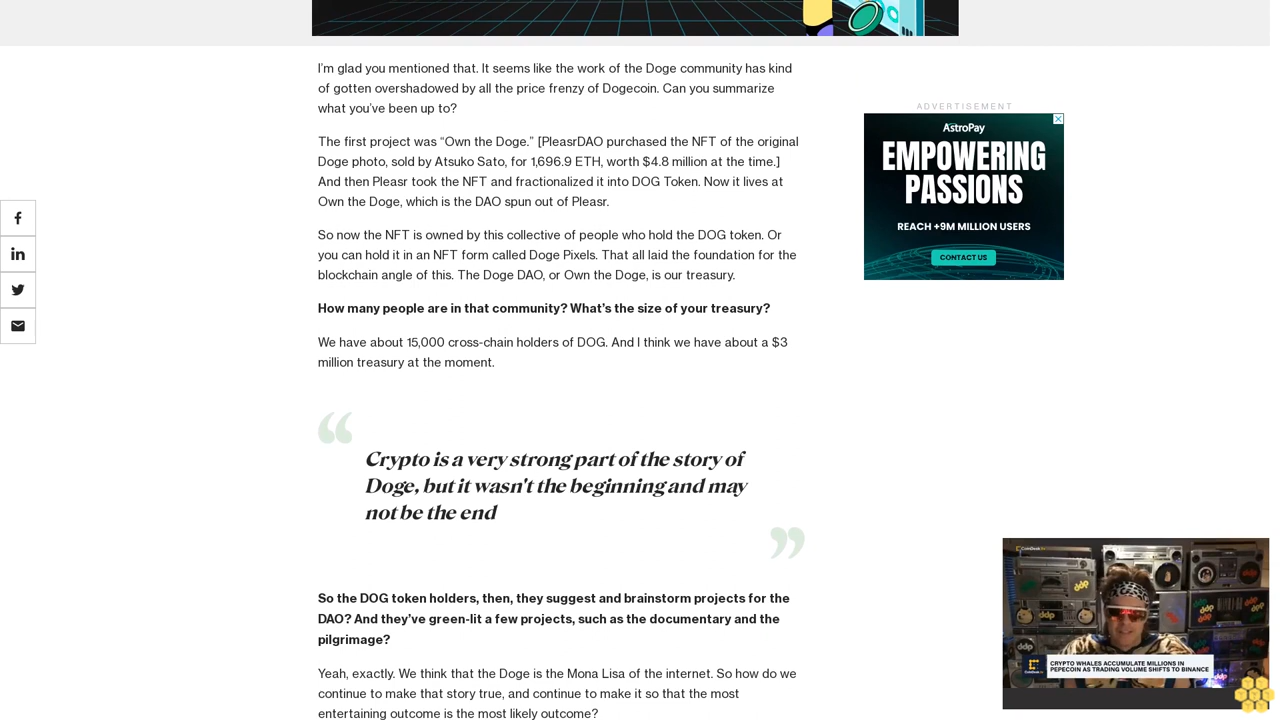 I'm glad you mentioned that. It seems like the work of the Doge community has kind
of gotten overshadowed by all the price frenzy of Dogecoin. Can you summarize
what you've been up to?
The first project was “Own the Doge.” [PleasrDAO purchased the NFT of the original
Doge photo, sold by Atsuko Sato, for 1,696.9 ETH, worth $4.8 million at the time.]
And then Pleasr took the NFT and fractionalized it into DOG Token. Now it lives at
Own the Doge, which is the DAO spun out of Pleasr.
So now the NFT is owned by this collective of people who hold the DOG token. Or
you can hold it in an NFT form called Doge Pixels. That all laid the foundation for the
blockchain angle of this. The Doge DAO, or Own the Doge, is our treasury.
How many people are in that community? What's the size of your treasury?
We have about 15,000 cross-chain holders of DOG. And I think we have about a $3
million treasury at the moment.
“
Crypto is a very strong part of the story of
Doge, but it wasn't the beginning and may
not be the end
”
So the DOG token holders, then, they suggest and brainstorm projects for the
DAO? And they've green-lit a few projects, such as the documentary and the
pilgrimage?
Yeah, exactly. We think that the Doge is the Mona Lisa of the internet. So how do we
continue to make that story true, and continue to make it so that the most
entertaining outcome is the most likely outcome?
ADVERTISEMENT
AstroPay
EMPOWERING
PASSIONS
REACH +9M MILLION USERS
CONTACT US
CoinDesk
ddp
ddp
ddp
ddp
CRYPTO WHALES ACCUMULATE MILLIONS IN
PEPECOIN AS TRADING VOLUME SHIFTS TO BINANCE